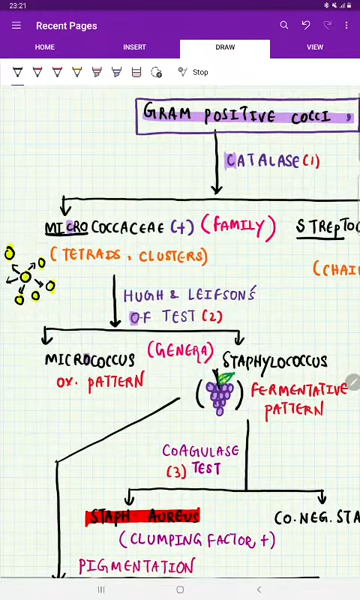 23:21
Recent Pages
HOME INSERT DRAW VIEW
Stop
GRAM POSITIVE COCCI,
CATALASE (1)
MICROCOCCACEAE (+) (FAMILY) STREPTOC
(TETRADS, CLUSTERS) (CHAI
HUGH & LEIFSON'S
OF TEST (2)
MICROCOCCUS (GENERA) STAPHYLOCOCCUS
OX. PATTERN ( ) FERMENTATIVE
PATTERN
COAGULASE
(3) TEST
STAPH AUREUS CO.NEG.STA
(CLUMPING FACTOR +)
PIGMENTATION